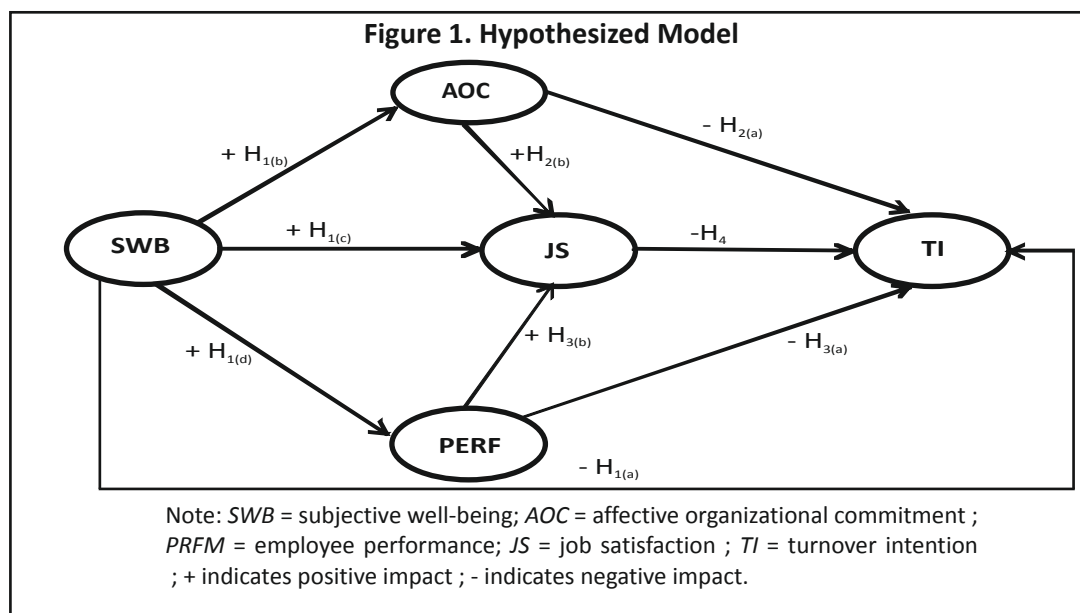 Figure 1. Hypothesized Model
AOC
- H2(a)
+ H1(b)
+H2(b)
SWB
+ H1(c)
JS
-H4
TI
+ H1(d)
+ H3(b)
- H3(a)
PERF
- H1(a)
Note: SWB = subjective well-being; AOC = affective organizational commitment ;
PRFM = employee performance; JS = job satisfaction ; TI = turnover intention
; + indicates positive impact ; - indicates negative impact.